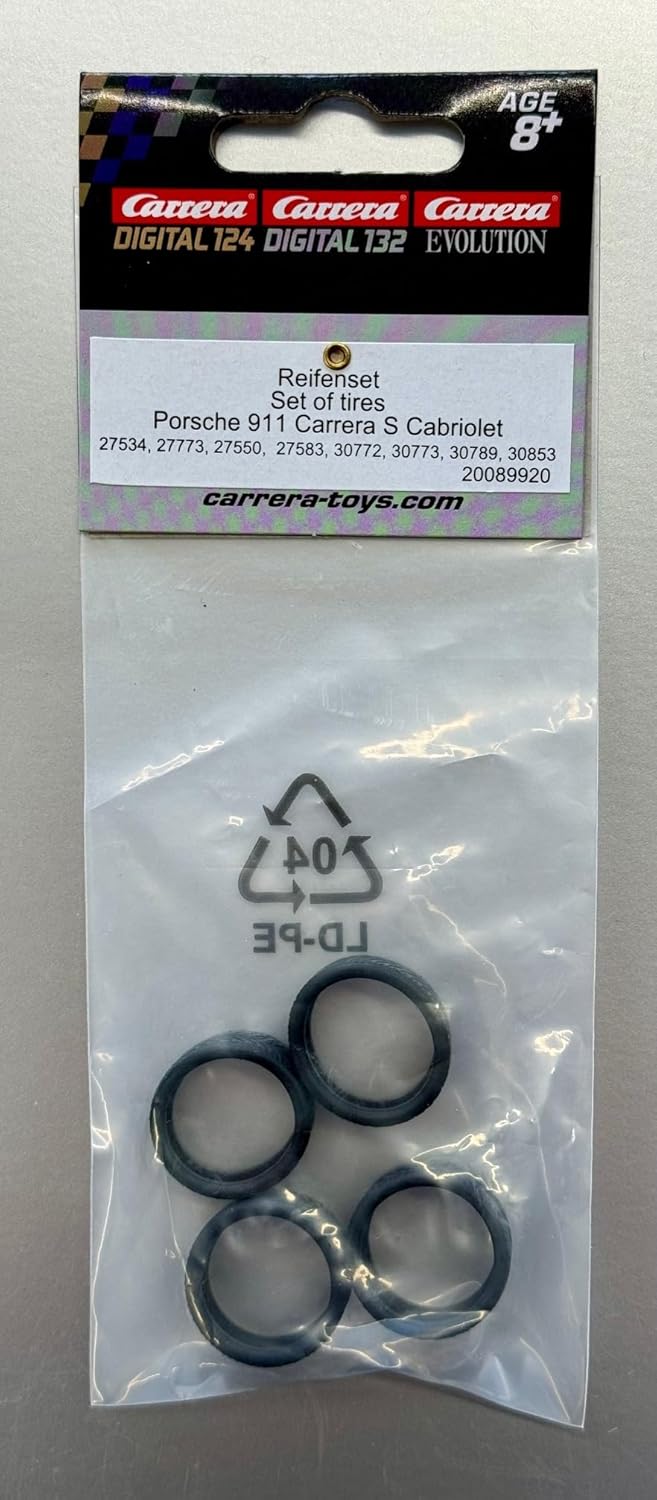 AGE
8+
Carrera® Carrera® Carrera®
DIGITAL 124 DIGITAL 132 EVOLUTION
Reifenset
Set of tires
Porsche 911 Carrera S Cabriolet
27534, 27773, 27550, 27583, 30772, 30773, 30789, 30853
20089920
carrera-toys.com
04
LD-PE